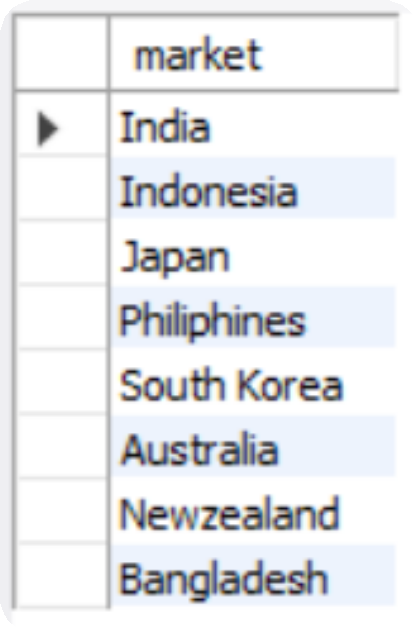 market
India
Indonesia
Japan
Philiphines
South Korea
Australia
Newzealand
Bangladesh